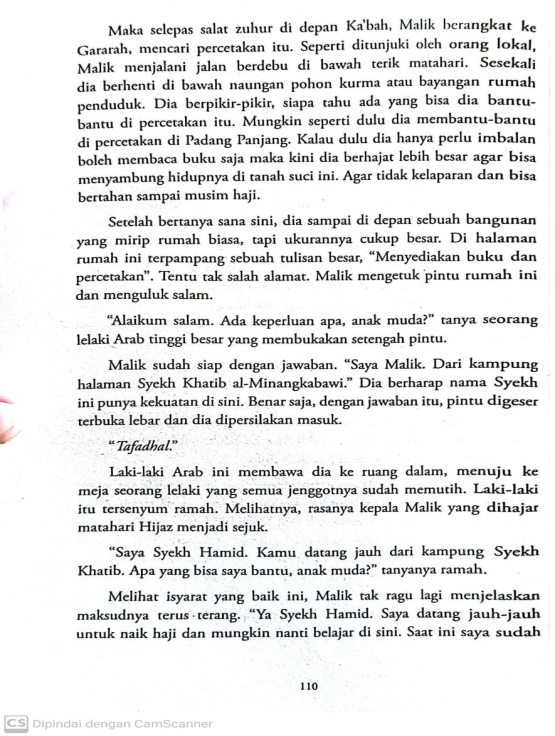 Maka selepas salat zuhur di depan Ka'bah, Malik berangkat ke
Gararah, mencari percetakan itu. Seperti ditunjuki oleh orang lokal,
Malik menjalani jalan berdebu di bawah terik matahari. Sesekali
dia berhenti di bawah naungan pohon kurma atau bayangan rumah
penduduk. Dia berpikir-pikir, siapa tahu ada yang bisa dia bantu-
bantu di percetakan itu. Mungkin seperti dulu dia membantu-bantu
di percetakan di Padang Panjang. Kalau dulu dia hanya perlu imbalan
boleh membaca buku saja maka kini dia berhajat lebih besar agar bisa
menyambung hidupnya di tanah suci ini. Agar tidak kelaparan dan bisa
bertahan sampai musim haji.
Setelah bertanya sana sini, dia sampai di depan sebuah bangunan
yang mirip rumah biasa, tapi ukurannya cukup besar. Di halaman
rumah ini terpampang sebuah tulisan besar, “Menyediakan buku dan
percetakan”. Tentu tak salah alamat. Malik mengetuk pintu rumah ini
dan menguluk salam.
“Alaikum salam. Ada keperluan apa, anak muda?” tanya seorang
lelaki Arab tinggi besar yang membukakan setengah pintu.
Malik sudah siap dengan jawaban. “Saya Malik. Dari kampung
halaman Syekh Khatib al-Minangkabawi.” Dia berharap nama Syekh
ini punya kekuatan di sini. Benar saja, dengan jawaban itu, pintu digeser
terbuka lebar dan dia dipersilakan masuk.
“Tafadhal.”
Laki-laki Arab ini membawa dia ke ruang dalam, menuju ke
meja seorang lelaki yang semua jenggotnya sudah memutih. Laki-laki
itu tersenyum ramah. Melihatnya, rasanya kepala Malik yang dihajar
matahari Hijaz menjadi sejuk.
“Saya Syekh Hamid. Kamu datang jauh dari kampung Syekh
Khatib. Apa yang bisa saya bantu, anak muda?” tanyanya ramah.
Melihat isyarat yang baik ini, Malik tak ragu lagi menjelaskan
maksudnya terus terang. “Ya Syekh Hamid. Saya datang jauh-jauh
untuk naik haji dan mungkin nanti belajar di sini. Saat ini saya sudah
110
CS Dipindai dengan CamScanner